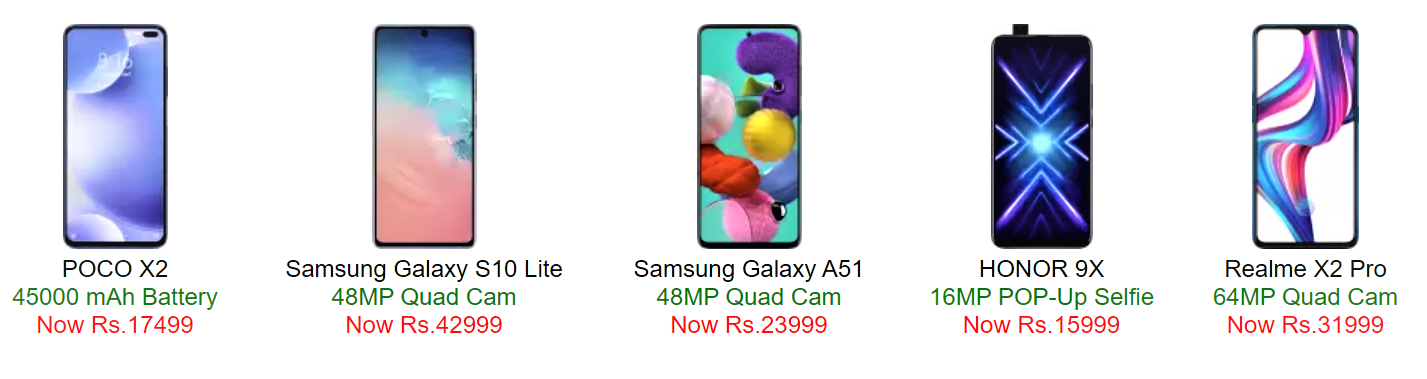 9:16
POCO X2
45000 mAh Battery
Now Rs.17499
Samsung Galaxy S10 Lite
48MP Quad Cam
Now Rs.42999
Samsung Galaxy A51
48MP Quad Cam
Now Rs.23999
HONOR 9X
16MP POP-Up Selfie
Now Rs.15999
Realme X2 Pro
64MP Quad Cam
Now Rs.31999